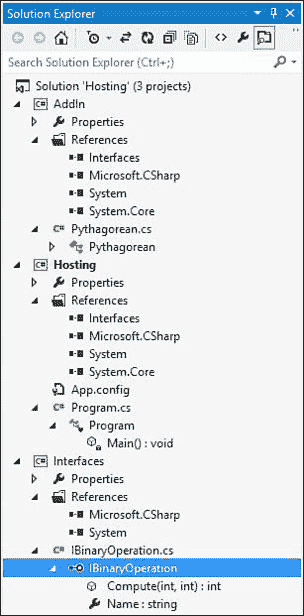 Solution Explorer
Search Solution Explorer (Ctrl+;)
Solution 'Hosting' (3 projects)
C# AddIn
Properties
References
Interfaces
Microsoft.CSharp
System
System.Core
C# Pythagorean.cs
Pythagorean
C# Hosting
Properties
References
Interfaces
Microsoft.CSharp
System
System.Core
App.config
C# Program.cs
Program
Main() : void
C# Interfaces
Properties
References
Microsoft.CSharp
System
C# IBinaryOperation.cs
IBinaryOperation
Compute(int, int) : int
Name : string